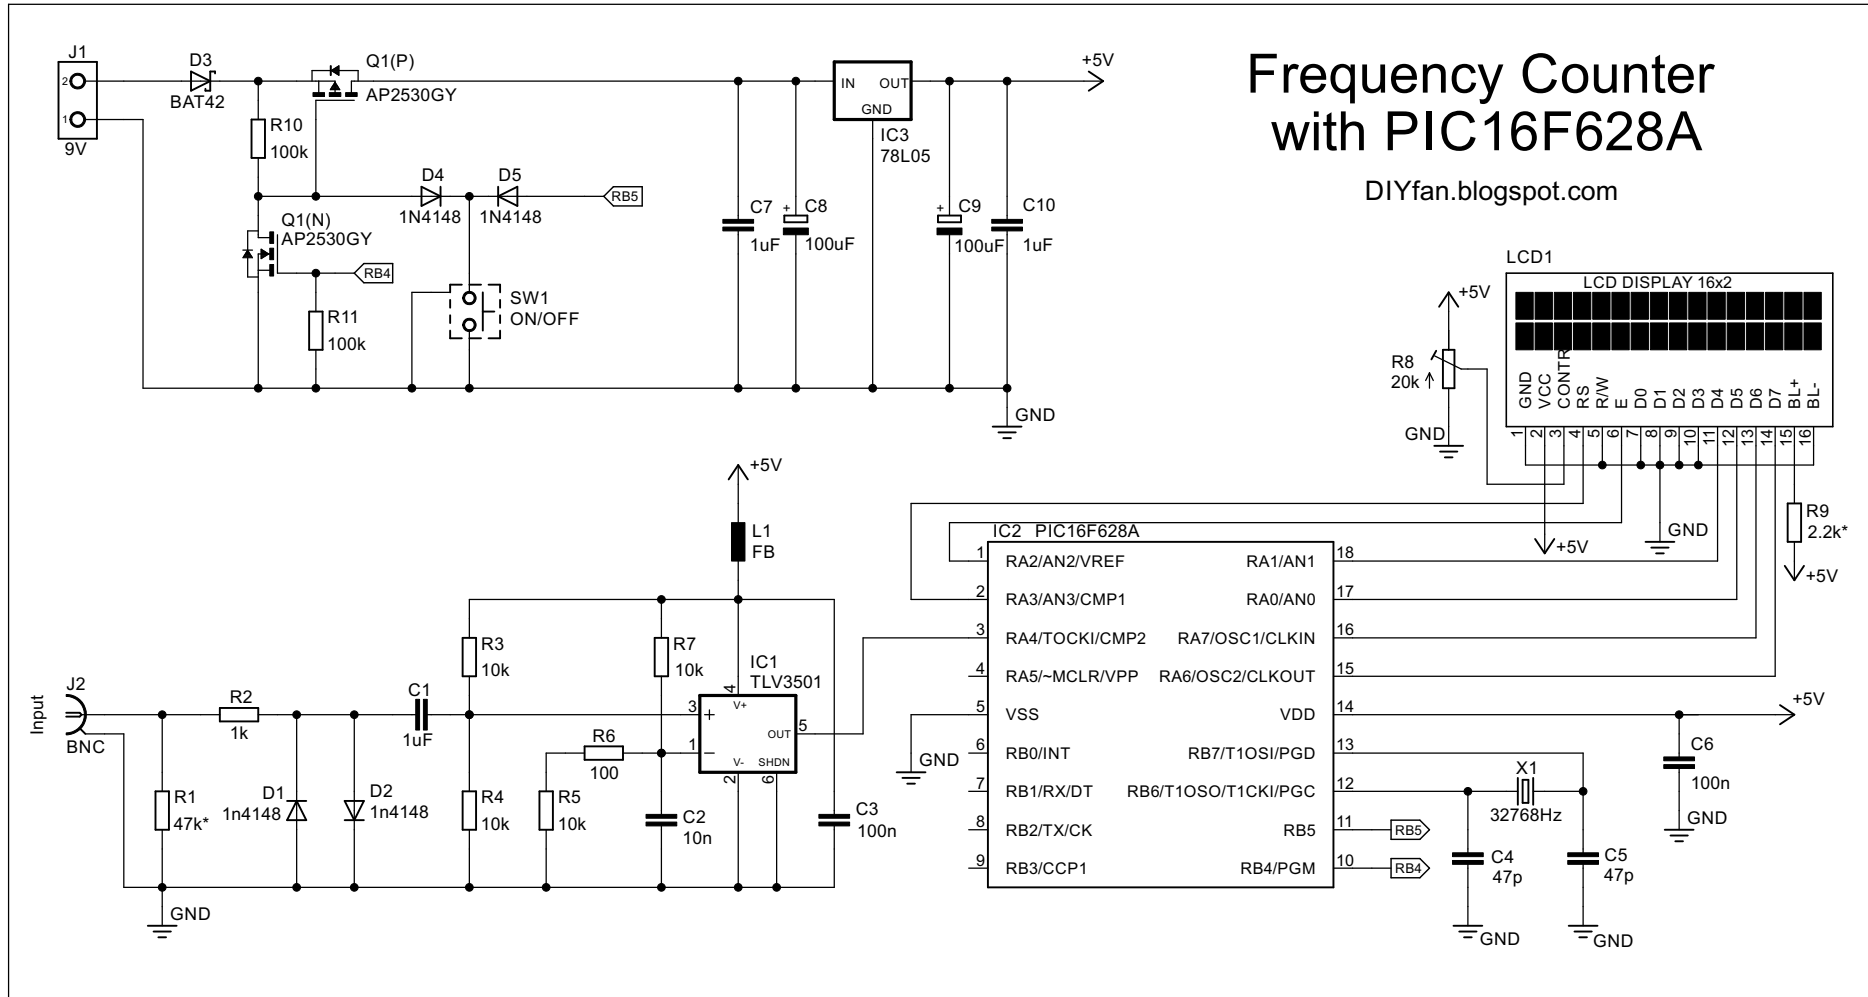 Frequency Counter
with PIC16F628A
DIYfan.blogspot.com
J1
2
1
9V
D3
BAT42
Q1(P)
AP2530GY
R10
100k
D4
1N4148
D5
1N4148
RB5
Q1(N)
AP2530GY
RB4
R11
100k
SW1
ON/OFF
C7
1uF
+
C8
100uF
IN OUT
GND
IC3
78L05
+
C9
100uF
C10
1uF
+5V
GND
LCD1
LCD DISPLAY 16x2
GND
VCC
CONTR
RS
R/W
E
D0
D1
D2
D3
D4
D5
D6
D7
BL+
BL-
1
2
3
4
5
6
7
8
9
10
11
12
13
14
15
16
+5V
R8
20k
GND
+5V
GND
R9
2.2k*
+5V
+5V
L1
FB
R3
10k
R7
10k
IC1
TLV3501
4
V+
3
+
1
−
OUT
5
V-
SHDN
2
6
Input
J2
BNC
R2
1k
C1
1uF
R6
100
R1
47k*
D1
1n4148
D2
1n4148
R4
10k
R5
10k
C2
10n
C3
100n
GND
IC2 PIC16F628A
1 RA2/AN2/VREF
2 RA3/AN3/CMP1
3 RA4/TOCKI/CMP2
4 RA5/~MCLR/VPP
5 VSS
6 RB0/INT
7 RB1/RX/DT
8 RB2/TX/CK
9 RB3/CCP1
RA1/AN1 18
RA0/AN0 17
RA7/OSC1/CLKIN 16
RA6/OSC2/CLKOUT 15
VDD 14
RB7/T1OSI/PGD 13
RB6/T1OSO/T1CKI/PGC 12
RB5 11
RB4/PGM 10
GND
RB5
RB4
+5V
C6
100n
GND
X1
32768Hz
C4
47p
GND
C5
47p
GND